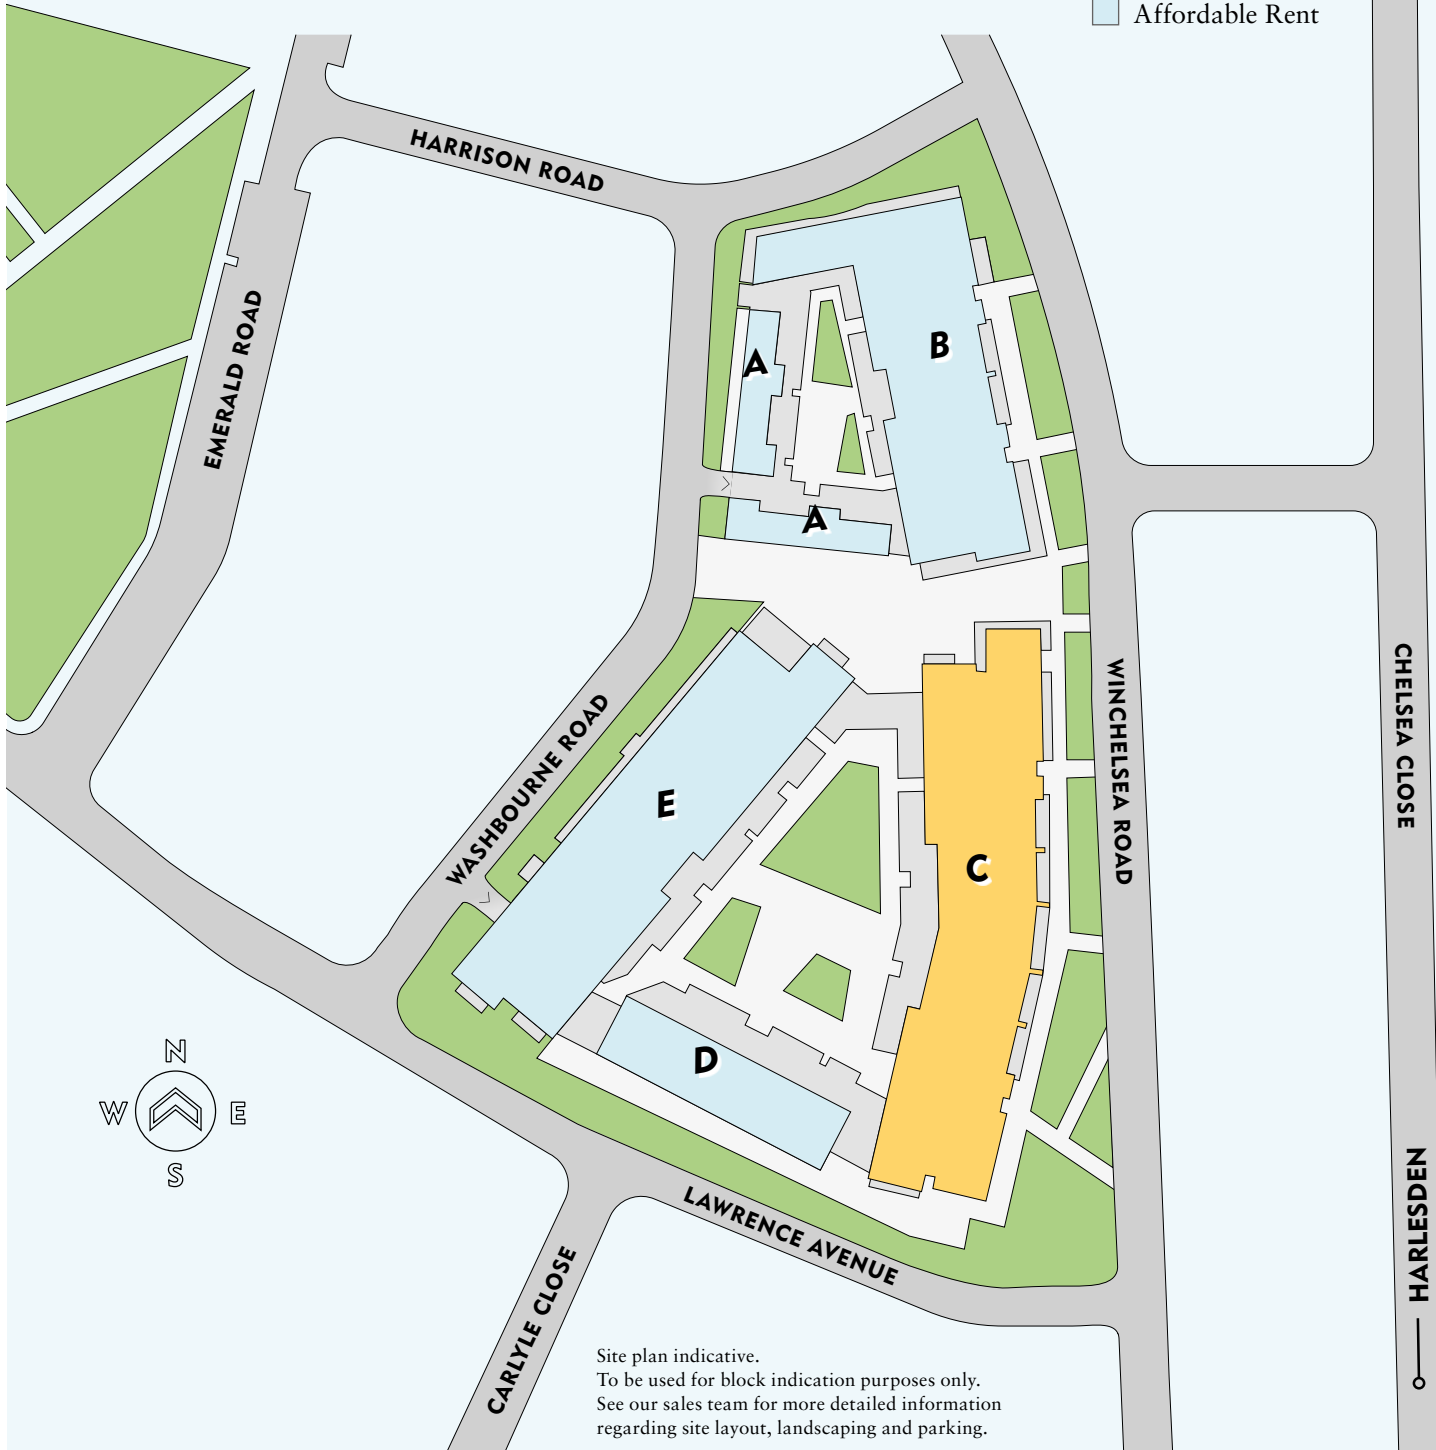 Affordable Rent
HARRISON ROAD
EMERALD ROAD
A
B
A
WASHBOURNE ROAD
WINCHELSEA ROAD
CHELSEA CLOSE
E
C
D
N
W E
S
LAWRENCE AVENUE
CARLYLE CLOSE
HARLESDEN
Site plan indicative.
To be used for block indication purposes only.
See our sales team for more detailed information
regarding site layout, landscaping and parking.